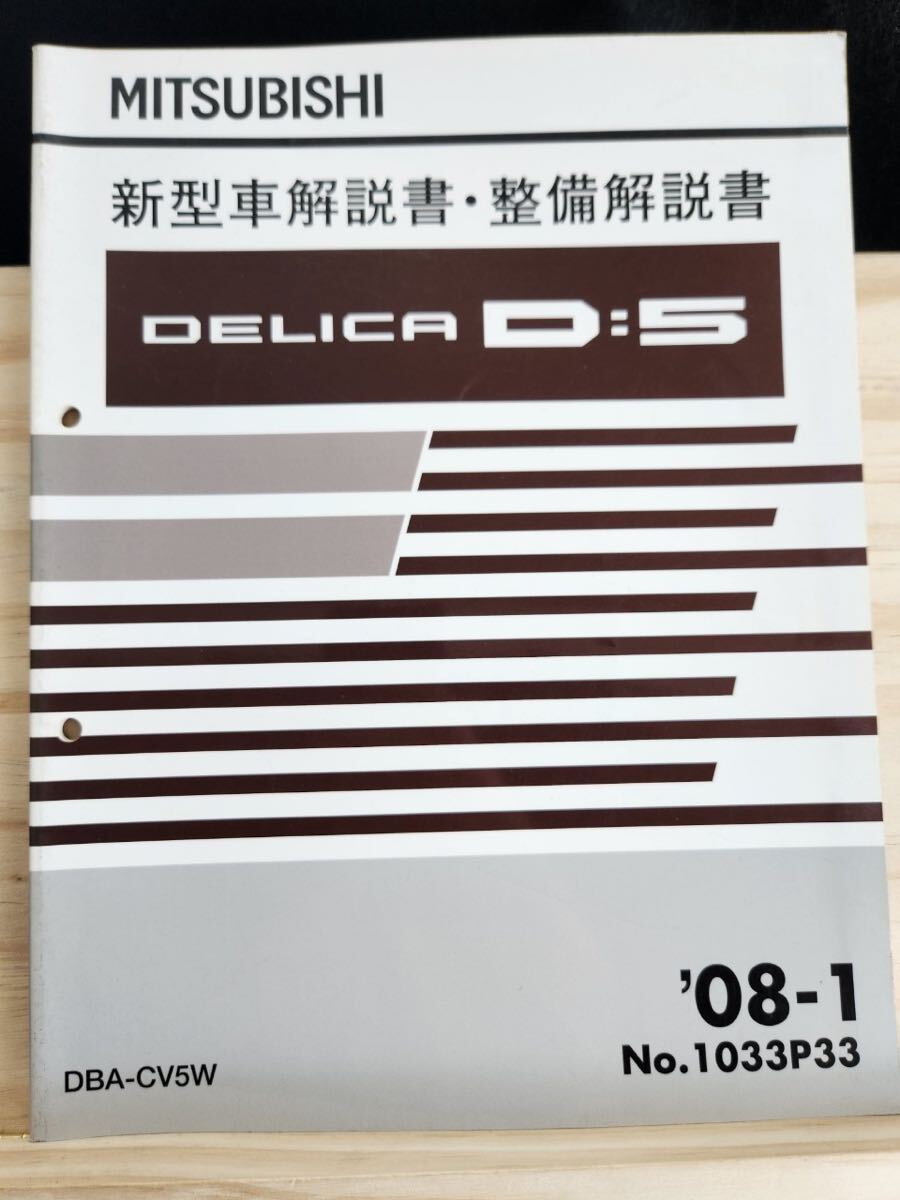 MITSUBISHI
新型車解説書・整備解説書
DELICA D:5
'08-1
No.1033P33
DBA-CV5W